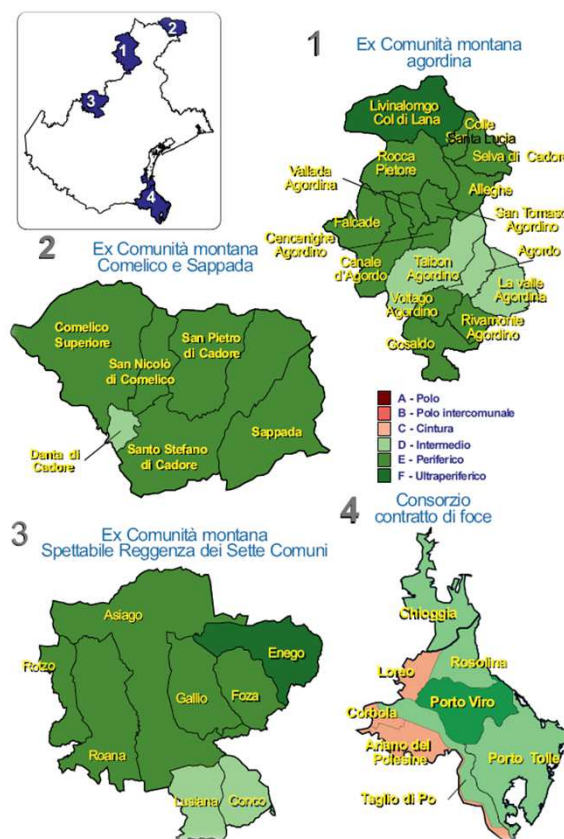 1
2
3
4
1
Ex Comunità montana
agordina
Livinalomgo
Col di Lana
Colle
Santa Lucia
Rocca
Pietore
Selva di Cadore
Vallada
Agordina
Alleghe
San Tomaso
Agordino
Falcade
Cencenighe
Agordino
Canale
d'Agordo
Taibon
Agordino
Agordo
La valle
Agordina
Voltago
Agordino
Rivamonte
Agordino
Gosaldo
2
Ex Comunità montana
Comelico e Sappada
Comelico
Superiore
San Pietro
di Cadore
San Nicolò
di Comelico
Danta di
Cadore
Santo Stefano
di Cadore
Sappada
A - Polo
B - Polo intercomunale
C - Cintura
D - Intermedio
E - Periferico
F - Ultraperiferico
3
Ex Comunità montana
Spettabile Reggenza dei Sette Comuni
Asiago
Rotzo
Enego
Gallio
Foza
Roana
Lusiana
Conco
4
Consorzio
contratto di foce
Chioggia
Loreo
Rosolina
Corbola
Porto Viro
Ariano del
Polesine
Porto Tolle
Taglio di Po